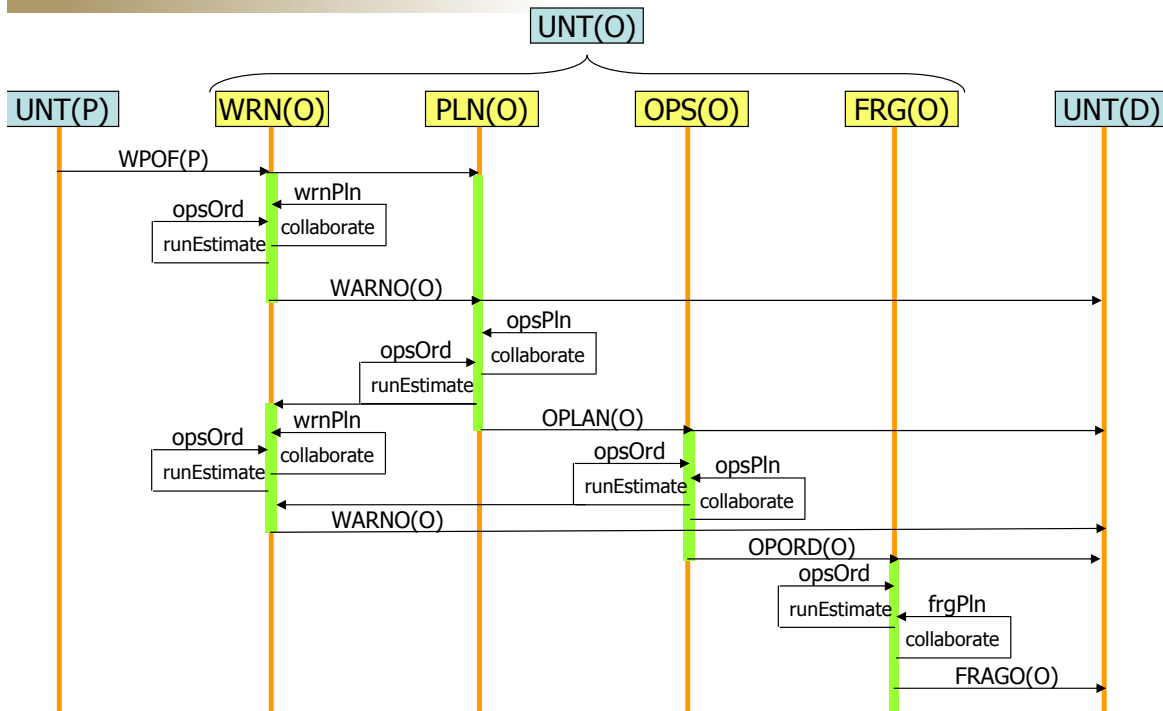 UNT(O)
UNT(P)
WRN(O)
PLN(O)
OPS(O)
FRG(O)
UNT(D)
WPOF(P)
wrnPln
opsOrd
collaborate
runEstimate
WARNO(O)
opsPln
opsOrd
collaborate
runEstimate
wrnPln
OPLAN(O)
opsOrd
collaborate
runEstimate
opsOrd
opsPln
runEstimate
collaborate
WARNO(O)
OPORD(O)
opsOrd
frgPln
runEstimate
collaborate
FRAGO(O)